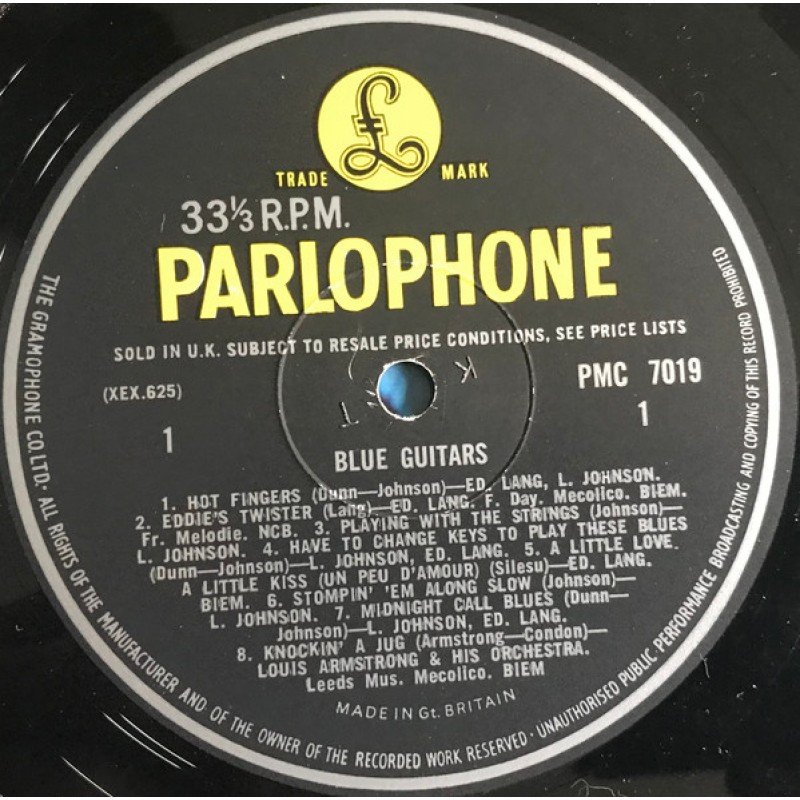 £
TRADE MARK
33⅓ R.P.M.
PARLOPHONE
SOLD IN U.K. SUBJECT TO RESALE PRICE CONDITIONS, SEE PRICE LISTS
(XEX.625)
PMC 7019
1
1
K
T
BLUE GUITARS
1. HOT FINGERS (Dunn—Johnson)—ED. LANG, L. JOHNSON.
2. EDDIE'S TWISTER (Lang)—ED. LANG. F. Day. Mecolico. BIEM.
Fr. Melodie. NCB. 3. PLAYING WITH THE STRINGS (Johnson)—
L. JOHNSON. 4. HAVE TO CHANGE KEYS TO PLAY THESE BLUES
(Dunn—Johnson)—L. JOHNSON, ED. LANG. 5. A LITTLE LOVE,
A LITTLE KISS (UN PEU D'AMOUR) (Silesu)—ED. LANG.
BIEM. 6. STOMPIN' 'EM ALONG SLOW (Johnson)—
L. JOHNSON. 7. MIDNIGHT CALL BLUES (Dunn—
Johnson)—L. JOHNSON, ED. LANG.
8. KNOCKIN' A JUG (Armstrong—Condon)—
LOUIS ARMSTRONG & HIS ORCHESTRA.
Leeds Mus. Mecolico. BIEM
MADE IN Gt. BRITAIN
THE GRAMOPHONE CO. LTD· ALL RIGHTS OF THE MANUFACTURER AND OF THE OWNER OF THE RECORDED WORK RESERVED · UNAUTHORISED PUBLIC PERFORMANCE BROADCASTING AND COPYING OF THIS RECORD PROHIBITED